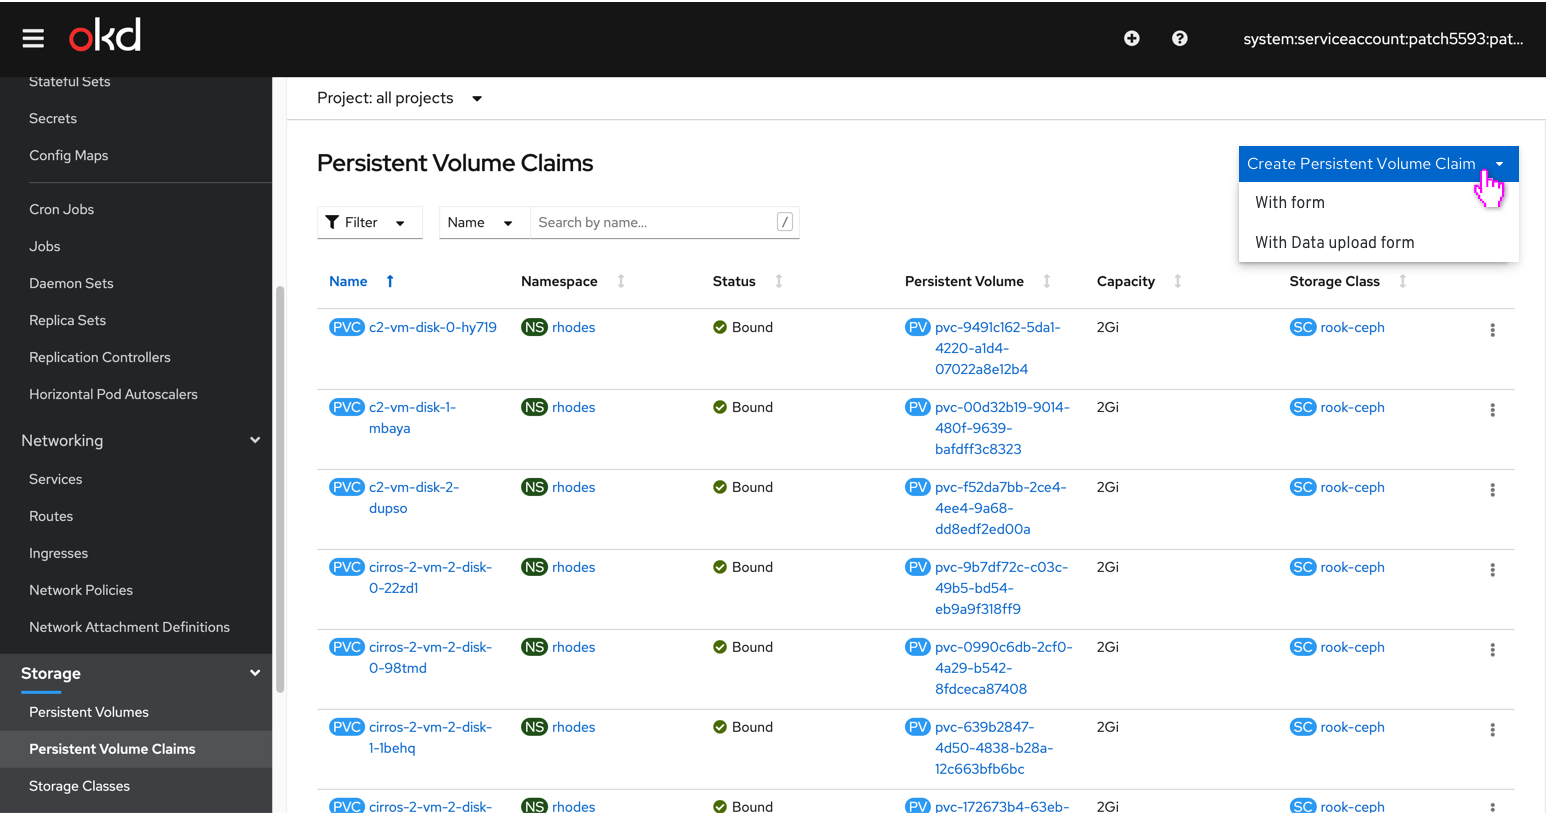 okd
system:serviceaccount:patch5593:pat...
Stateful Sets
Secrets
Config Maps
Cron Jobs
Jobs
Daemon Sets
Replica Sets
Replication Controllers
Horizontal Pod Autoscalers
Networking
Services
Routes
Ingresses
Network Policies
Network Attachment Definitions
Storage
Persistent Volumes
Persistent Volume Claims
Storage Classes
Project: all projects
Persistent Volume Claims
Create Persistent Volume Claim
With form
With Data upload form
Filter
Name
Search by name...
/
Name Namespace Status Persistent Volume Capacity Storage Class
PVC c2-vm-disk-0-hy719 NS rhodes Bound PV pvc-9491c162-5da1- 2Gi SC rook-ceph
4220-a1d4-
07022a8e12b4
PVC c2-vm-disk-1- NS rhodes Bound PV pvc-00d32b19-9014- 2Gi SC rook-ceph
mbaya 480f-9639-
bafdff3c8323
PVC c2-vm-disk-2- NS rhodes Bound PV pvc-f52da7bb-2ce4- 2Gi SC rook-ceph
dupso 4ee4-9a68-
dd8edf2ed00a
PVC cirros-2-vm-2-disk- NS rhodes Bound PV pvc-9b7df72c-c03c- 2Gi SC rook-ceph
0-22zd1 49b5-bd54-
eb9a9f318ff9
PVC cirros-2-vm-2-disk- NS rhodes Bound PV pvc-0990c6db-2cf0- 2Gi SC rook-ceph
0-98tmd 4a29-b542-
8fdceca87408
PVC cirros-2-vm-2-disk- NS rhodes Bound PV pvc-639b2847- 2Gi SC rook-ceph
1-1behq 4d50-4838-b28a-
12c663bfb6bc
PVC cirros-2-vm-2-disk- NS rhodes Bound PV pvc-172673b4-63eb- 2Gi SC rook-ceph